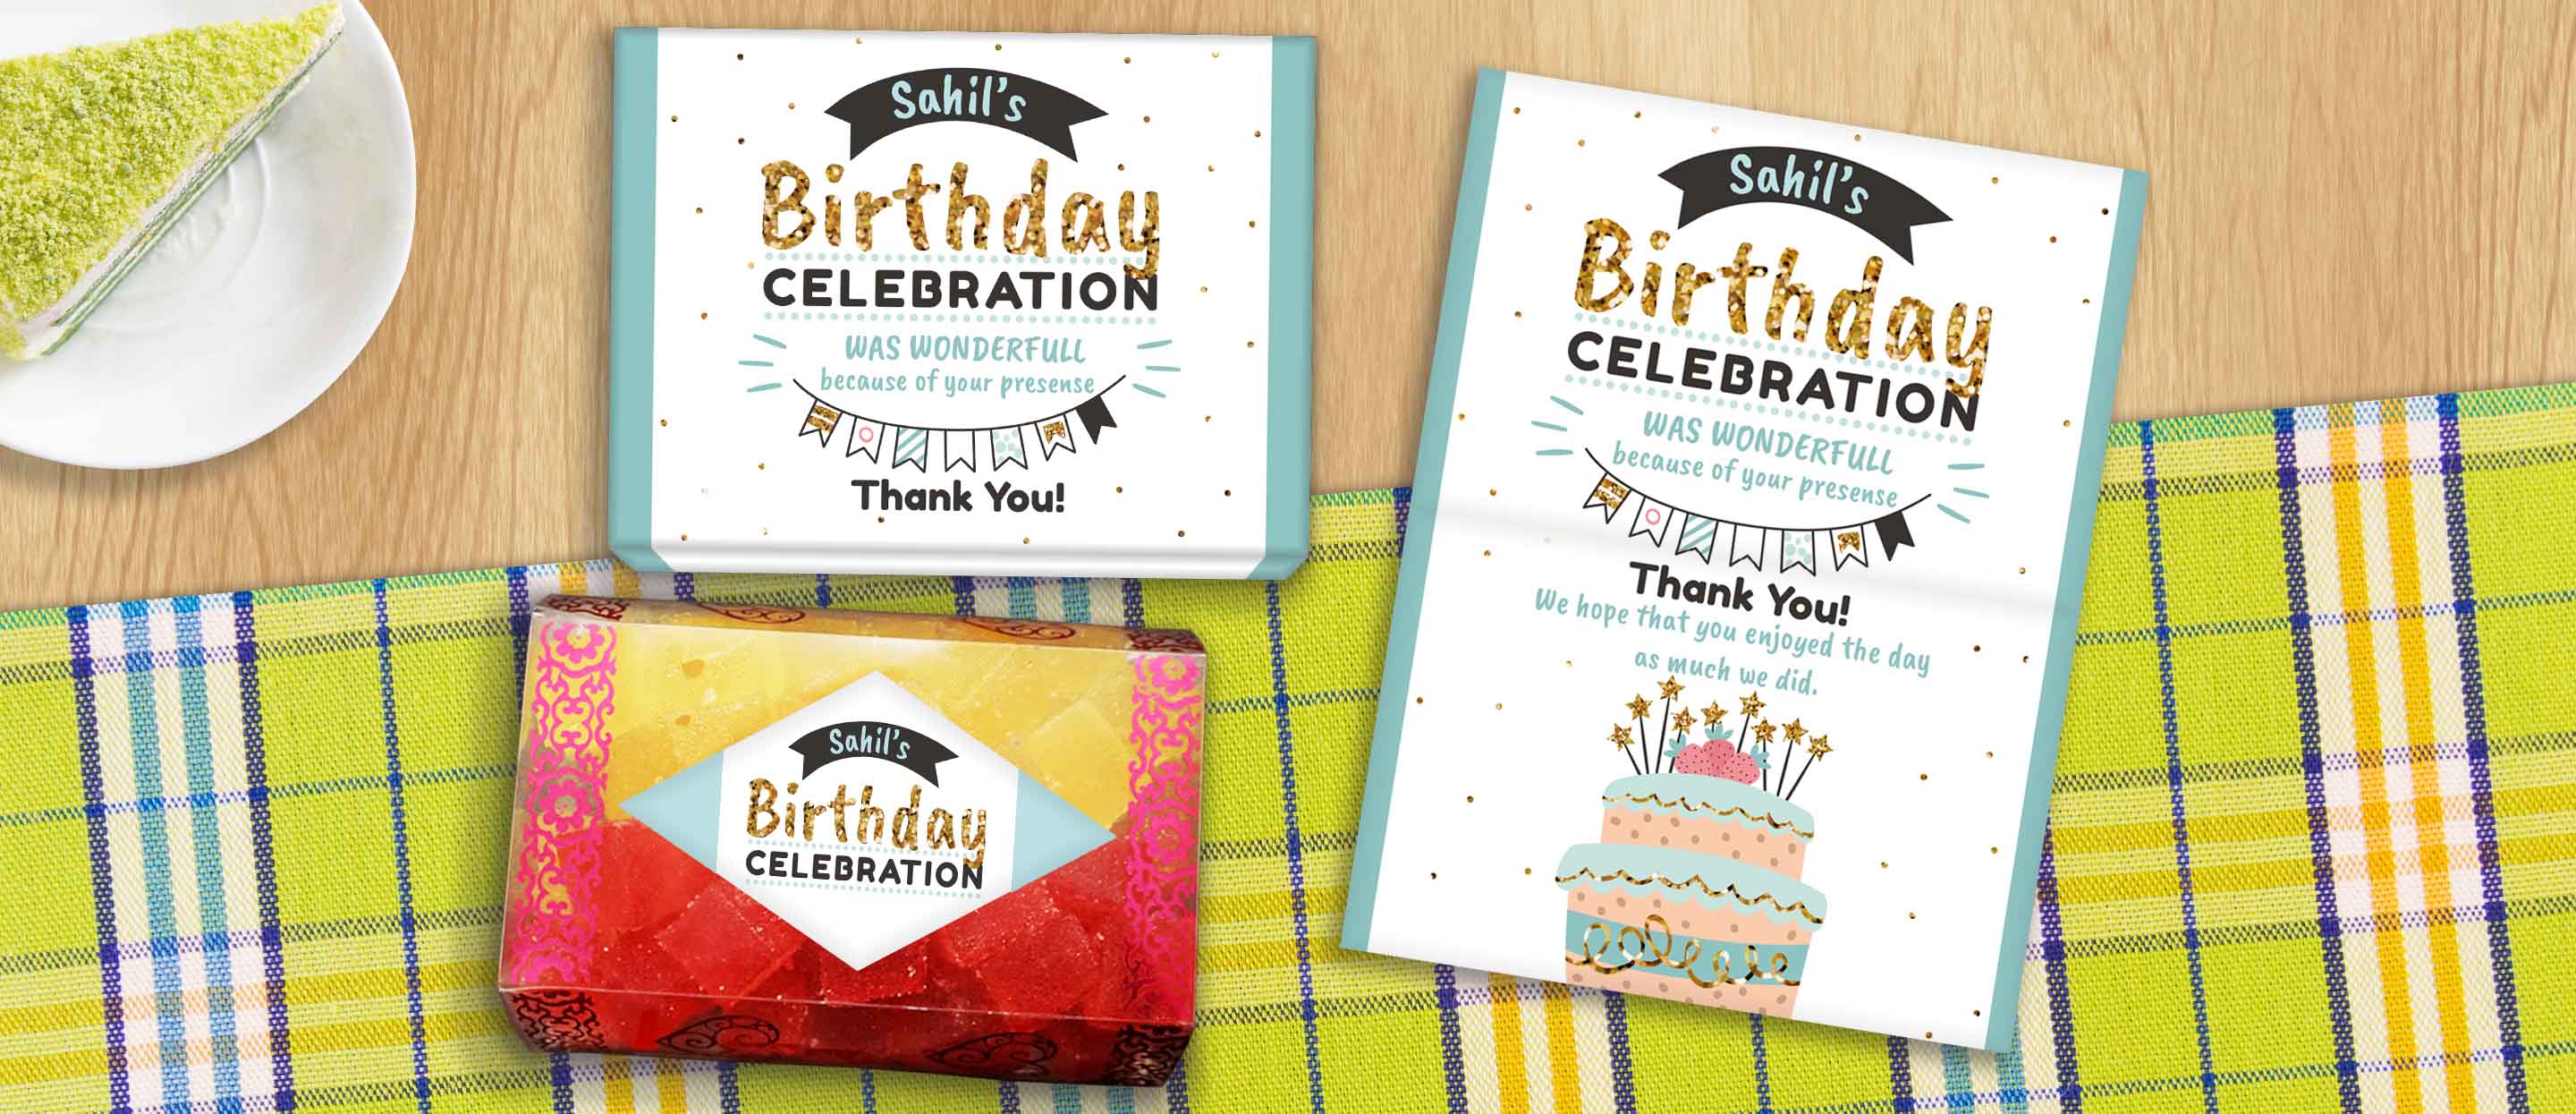 Sahil's
Birthday
CELEBRATION
WAS WONDERFULL
because of your presense
Thank You!
Sahil's
Birthday
CELEBRATION
WAS WONDERFULL
because of your presense
Thank You!
We hope that you enjoyed the day
as much we did.
Sahil's
Birthday
CELEBRATION